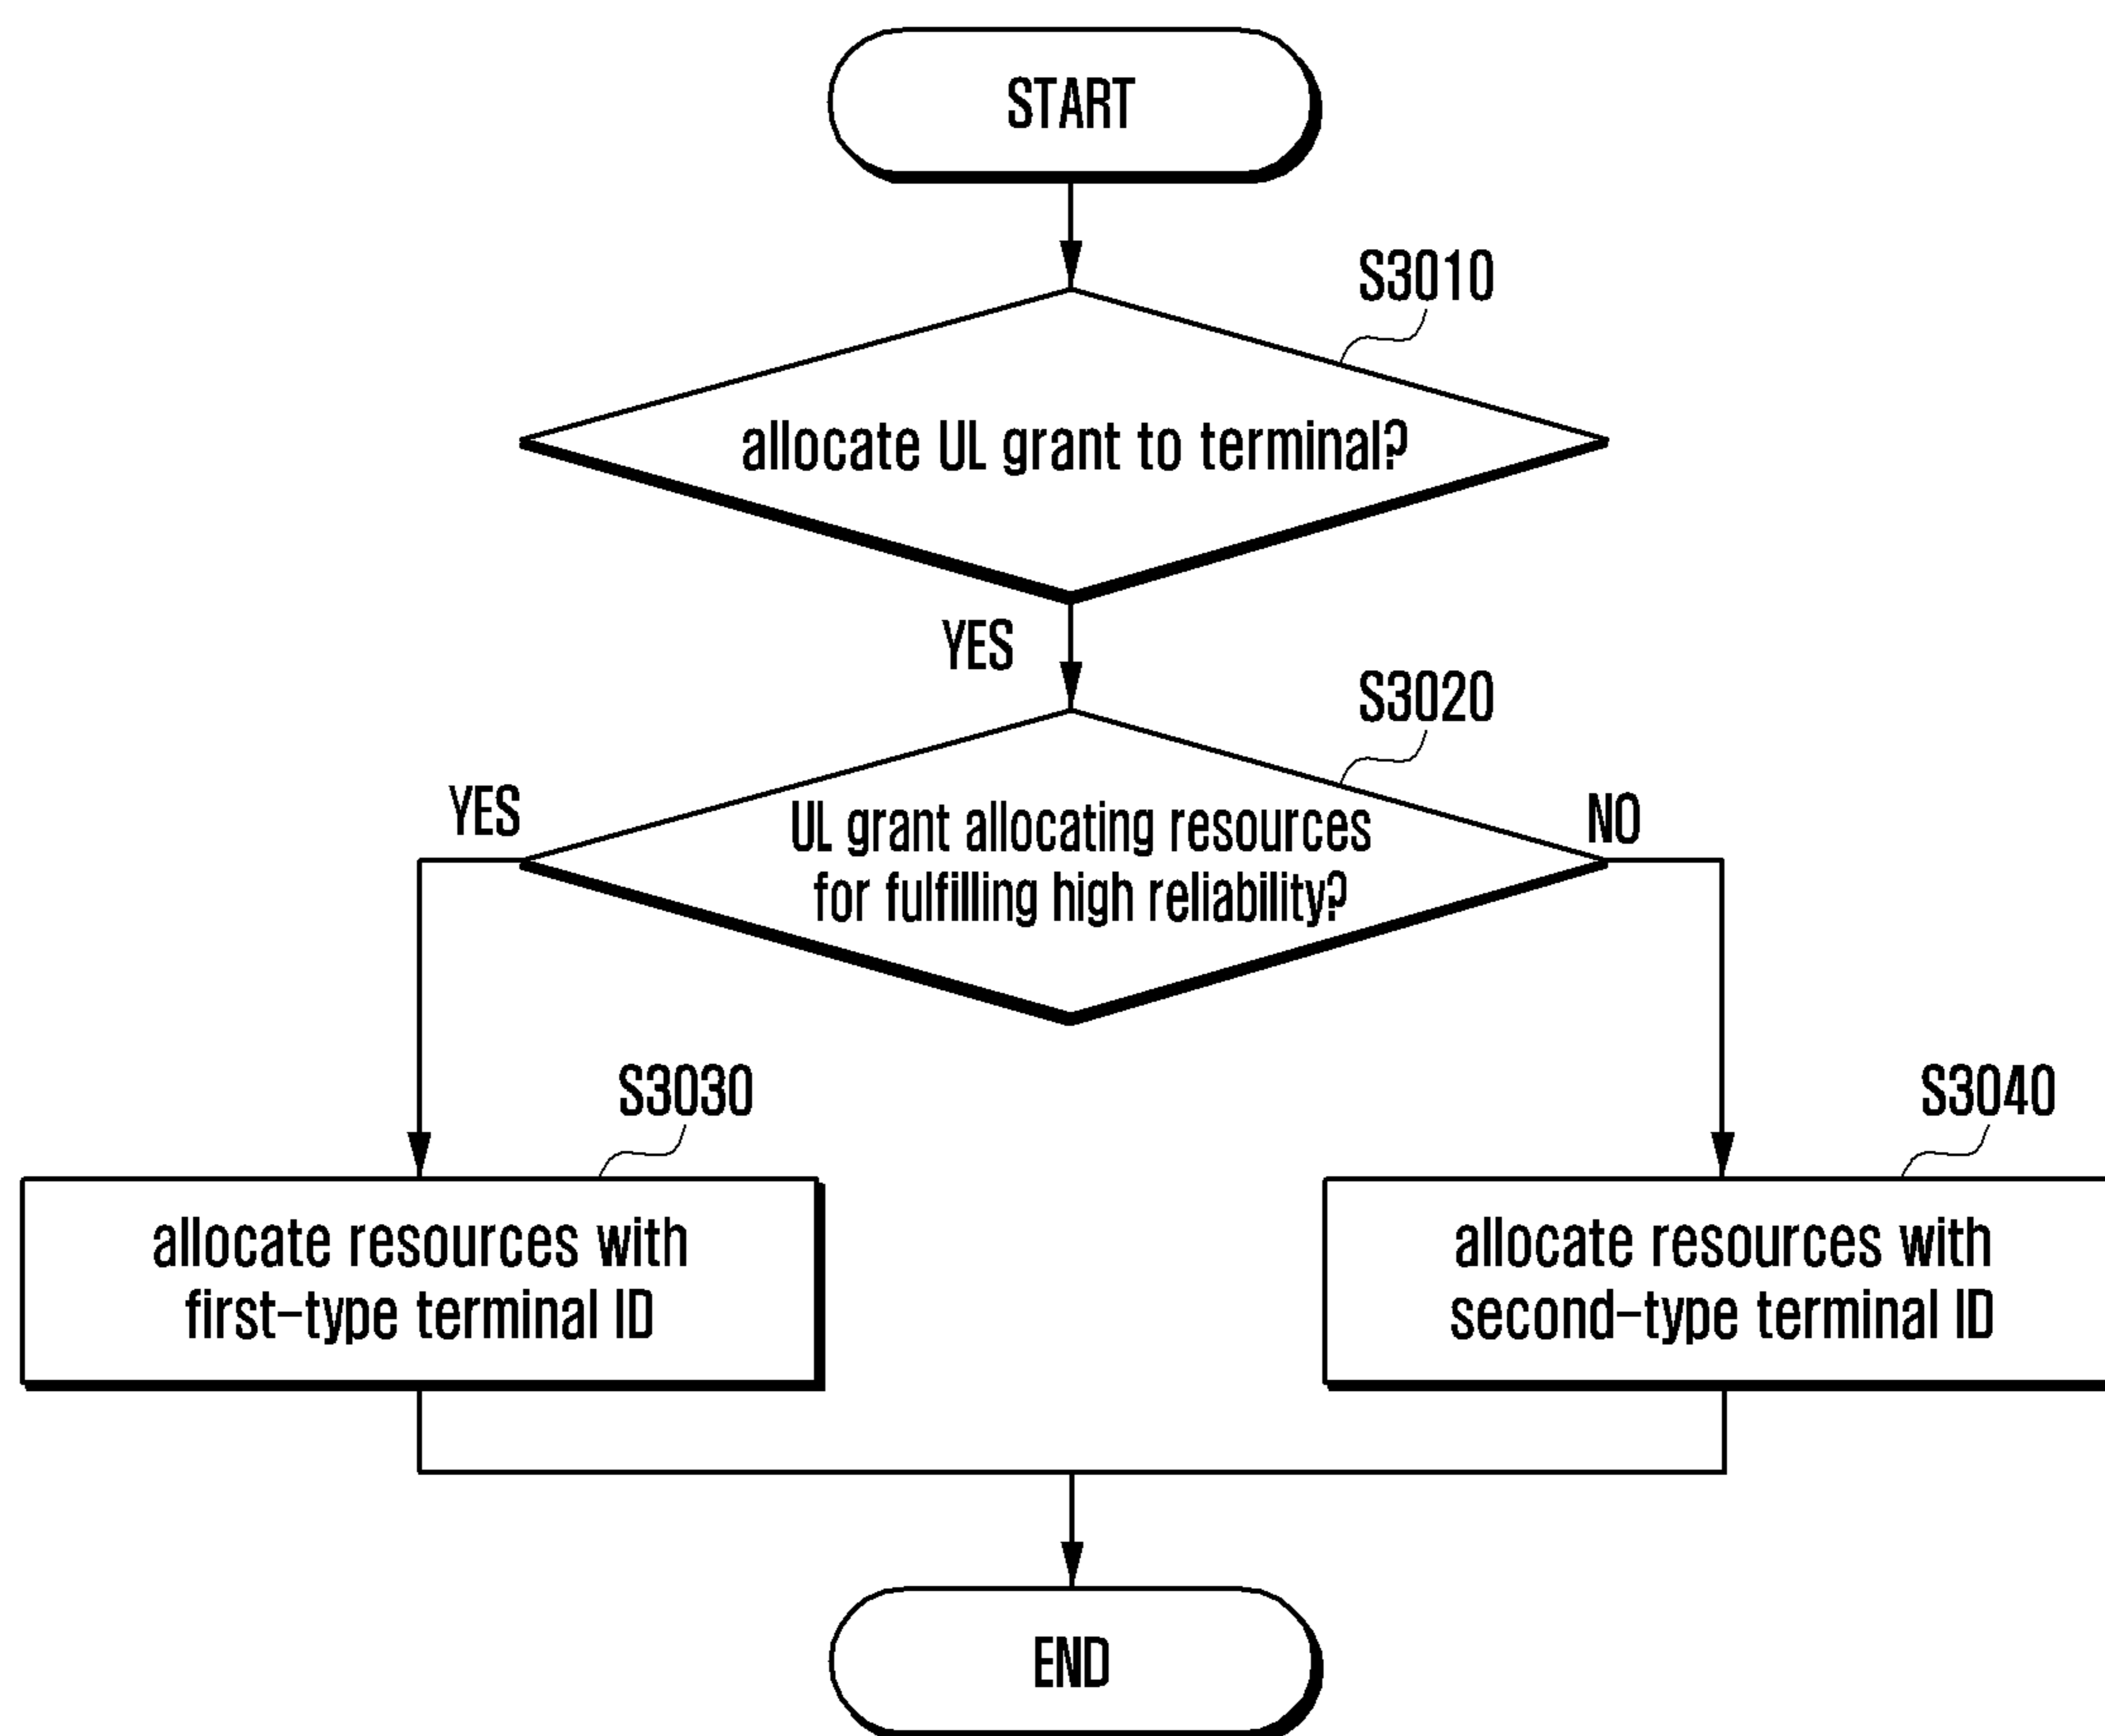 START
S3010
allocate UL grant to terminal?
YES
S3020
YES
UL grant allocating resources
for fulfilling high reliability?
NO
S3030
S3040
allocate resources with
first-type terminal ID
allocate resources with
second-type terminal ID
END